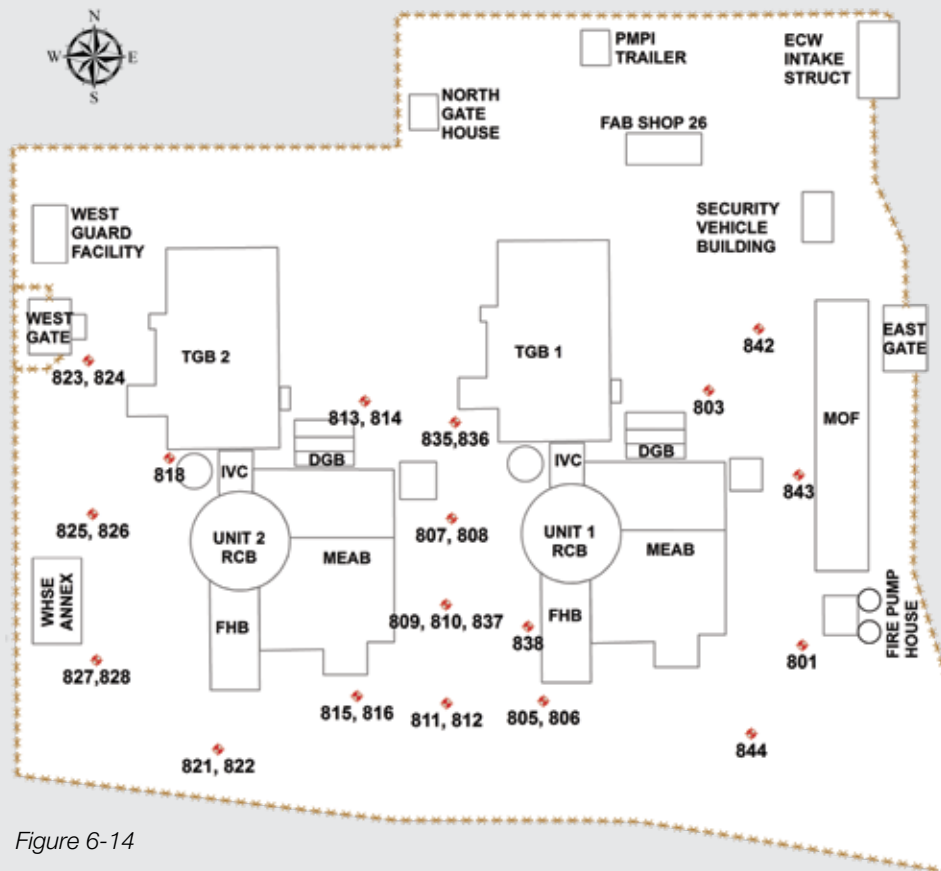 N
W E
S
PMPI
TRAILER
ECW
INTAKE
STRUCT
NORTH
GATE
HOUSE
FAB SHOP 26
WEST
GUARD
FACILITY
SECURITY
VEHICLE
BUILDING
WEST
GATE
EAST
GATE
TGB 2
TGB 1
842
823, 824
803
813, 814
835,836
MOF
DGB
DGB
818
IVC
IVC
843
825, 826
807, 808
UNIT 2
RCB
UNIT 1
RCB
MEAB
MEAB
WHSE
ANNEX
809, 810, 837
FHB
838
FHB
FIRE PUMP
HOUSE
801
827,828
815, 816
811, 812
805, 806
844
821, 822
Figure 6-14